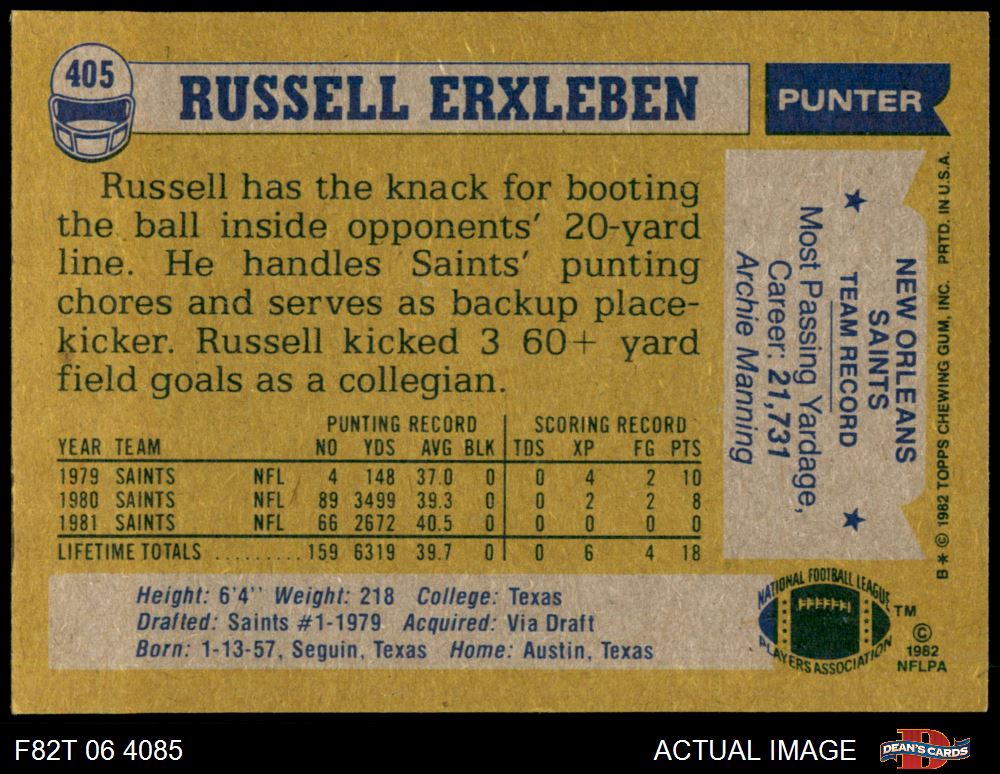 405
RUSSELL ERXLEBEN
PUNTER
Russell has the knack for booting
the ball inside opponents' 20-yard
line. He handles Saints' punting
chores and serves as backup place-
kicker. Russell kicked 3 60+ yard
field goals as a collegian.
PUNTING RECORD SCORING RECORD
YEAR TEAM NO YDS AVG BLK TDS XP FG PTS
1979 SAINTS NFL 4 148 37.0 0 0 4 2 10
1980 SAINTS NFL 89 3499 39.3 0 0 2 2 8
1981 SAINTS NFL 66 2672 40.5 0 0 0 0 0
LIFETIME TOTALS .......... 159 6319 39.7 0 0 6 4 18
Height: 6'4" Weight: 218 College: Texas
Drafted: Saints #1-1979 Acquired: Via Draft
Born: 1-13-57, Seguin, Texas Home: Austin, Texas
NEW ORLEANS
SAINTS
★ TEAM RECORD ★
Most Passing Yardage,
Career: 21,731
Archie Manning
B * © 1982 TOPPS CHEWING GUM, INC. PRTD. IN U.S.A.
NATIONAL FOOTBALL LEAGUE
PLAYERS ASSOCIATION
TM
©
1982
NFLPA
F82T 06 4085
ACTUAL IMAGE
DEAN'S CARDS